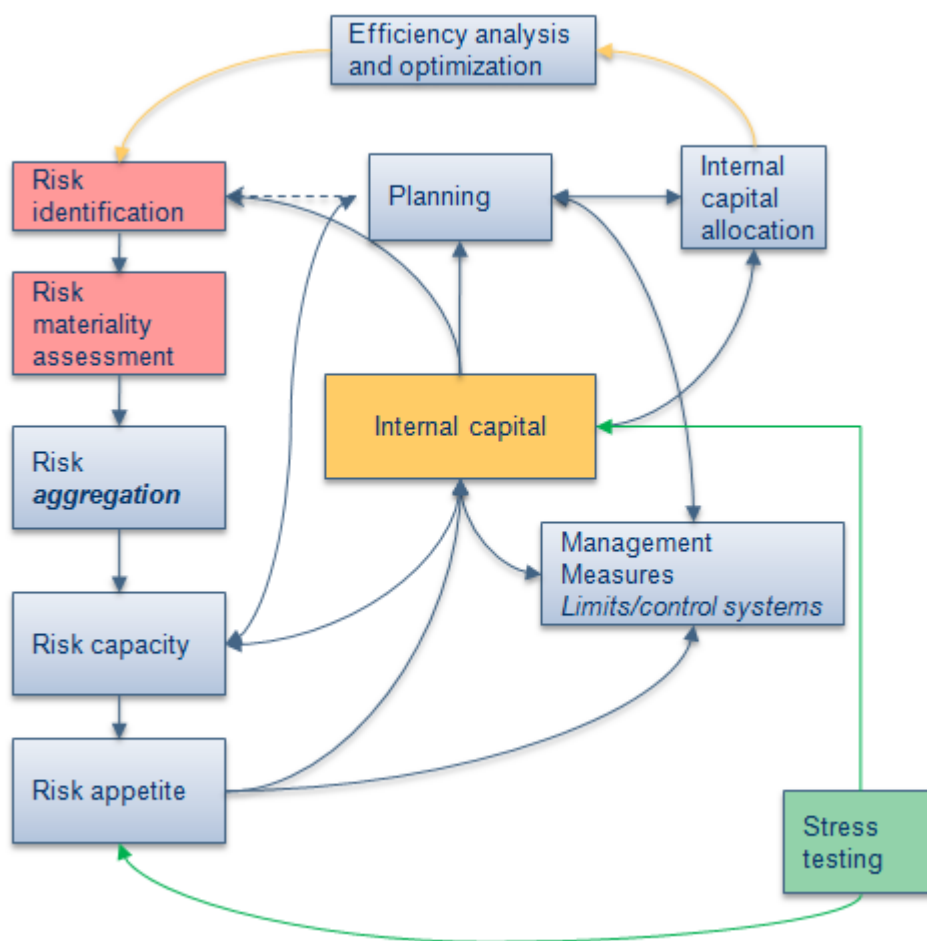 Efficiency analysis
and optimization
Risk
identification
Planning
Internal
capital
allocation
Risk
materiality
assessment
Internal capital
Risk
aggregation
Management
Measures
Limits/control systems
Risk capacity
Risk appetite
Stress
testing